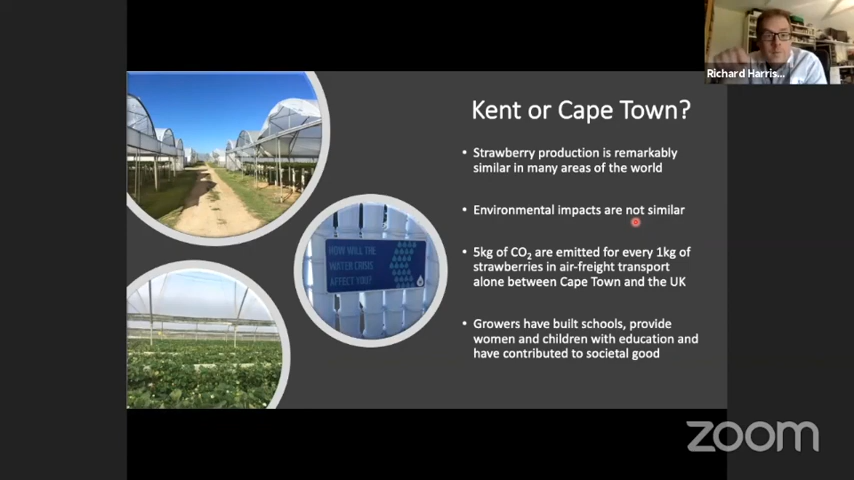 Richard Harris...
Kent or Cape Town?
• Strawberry production is remarkably
similar in many areas of the world
• Environmental impacts are not similar
• 5kg of CO₂ are emitted for every 1kg of
strawberries in air-freight transport
alone between Cape Town and the UK
• Growers have built schools, provide
women and children with education and
have contributed to societal good
HOW WILL THE
WATER CRISIS
AFFECT YOU?
zoom